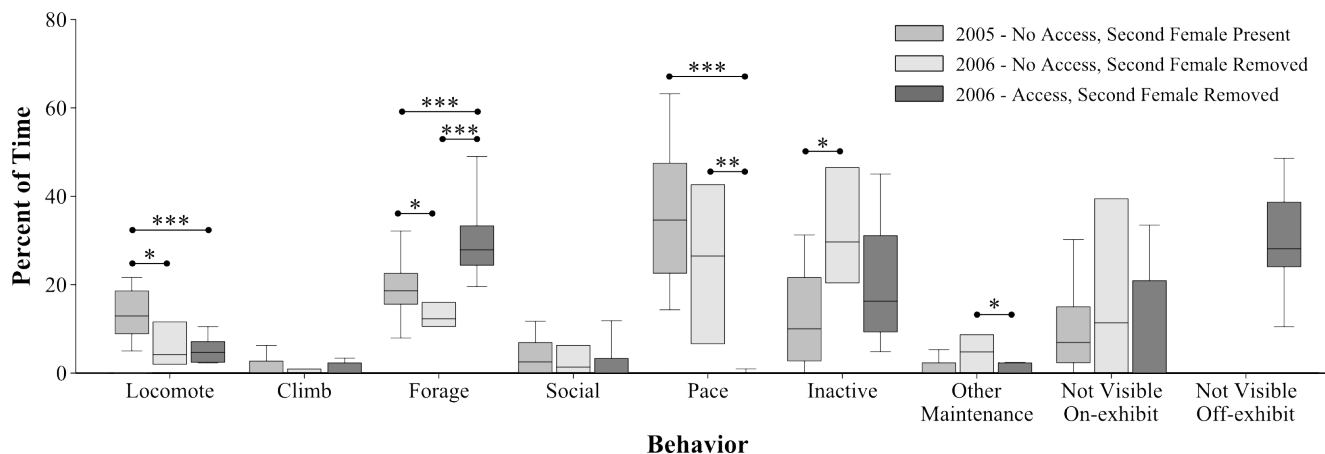 80
60
40
20
0
Percent of Time
2005 - No Access, Second Female Present
2006 - No Access, Second Female Removed
2006 - Access, Second Female Removed
***
*
***
***
*
***
**
*
*
Locomote
Climb
Forage
Social
Pace
Inactive
Other
Maintenance
Not Visible
On-exhibit
Not Visible
Off-exhibit
Behavior